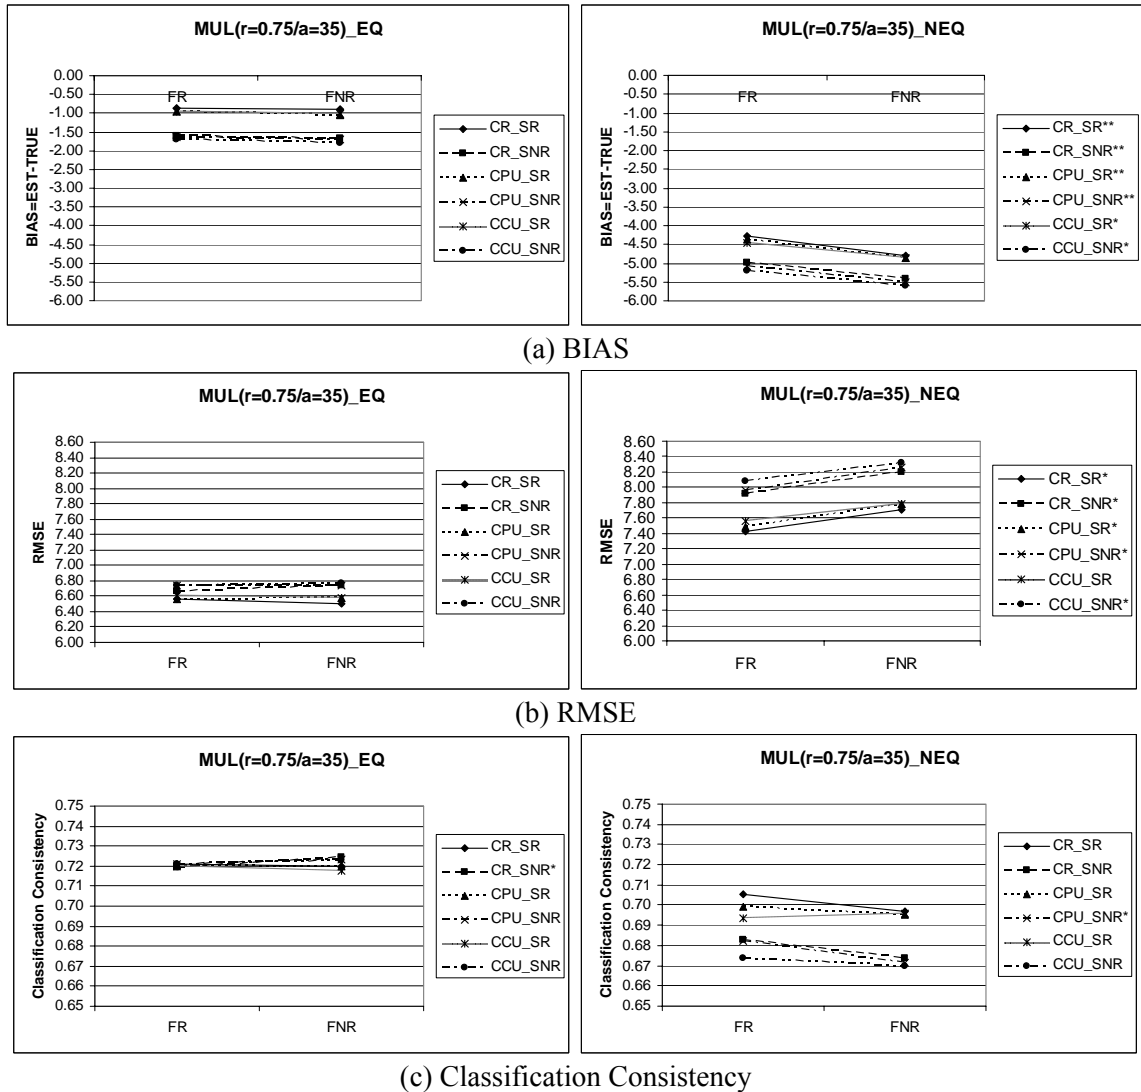 MUL(r=0.75/a=35)_EQ
0.00
-0.50
-1.00
-1.50
-2.00
-2.50
-3.00
-3.50
-4.00
-4.50
-5.00
-5.50
-6.00
BIAS=EST-TRUE
FR
FNR
CR_SR
CR_SNR
CPU_SR
CPU_SNR
CCU_SR
CCU_SNR
MUL(r=0.75/a=35)_NEQ
0.00
-0.50
-1.00
-1.50
-2.00
-2.50
-3.00
-3.50
-4.00
-4.50
-5.00
-5.50
-6.00
BIAS=EST-TRUE
FR
FNR
CR_SR**
CR_SNR**
CPU_SR**
CPU_SNR**
CCU_SR*
CCU_SNR*
(a) BIAS
MUL(r=0.75/a=35)_EQ
8.60
8.40
8.20
8.00
7.80
7.60
7.40
7.20
7.00
6.80
6.60
6.40
6.20
6.00
RMSE
FR
FNR
CR_SR
CR_SNR
CPU_SR
CPU_SNR
CCU_SR
CCU_SNR
MUL(r=0.75/a=35)_NEQ
8.60
8.40
8.20
8.00
7.80
7.60
7.40
7.20
7.00
6.80
6.60
6.40
6.20
6.00
RMSE
FR
FNR
CR_SR*
CR_SNR*
CPU_SR*
CPU_SNR*
CCU_SR
CCU_SNR*
(b) RMSE
MUL(r=0.75/a=35)_EQ
0.75
0.74
0.73
0.72
0.71
0.70
0.69
0.68
0.67
0.66
0.65
Classification Consistency
FR
FNR
CR_SR
CR_SNR*
CPU_SR
CPU_SNR
CCU_SR
CCU_SNR
MUL(r=0.75/a=35)_NEQ
0.75
0.74
0.73
0.72
0.71
0.70
0.69
0.68
0.67
0.66
0.65
Classification Consistency
FR
FNR
CR_SR
CR_SNR
CPU_SR
CPU_SNR*
CCU_SR
CCU_SNR
(c) Classification Consistency